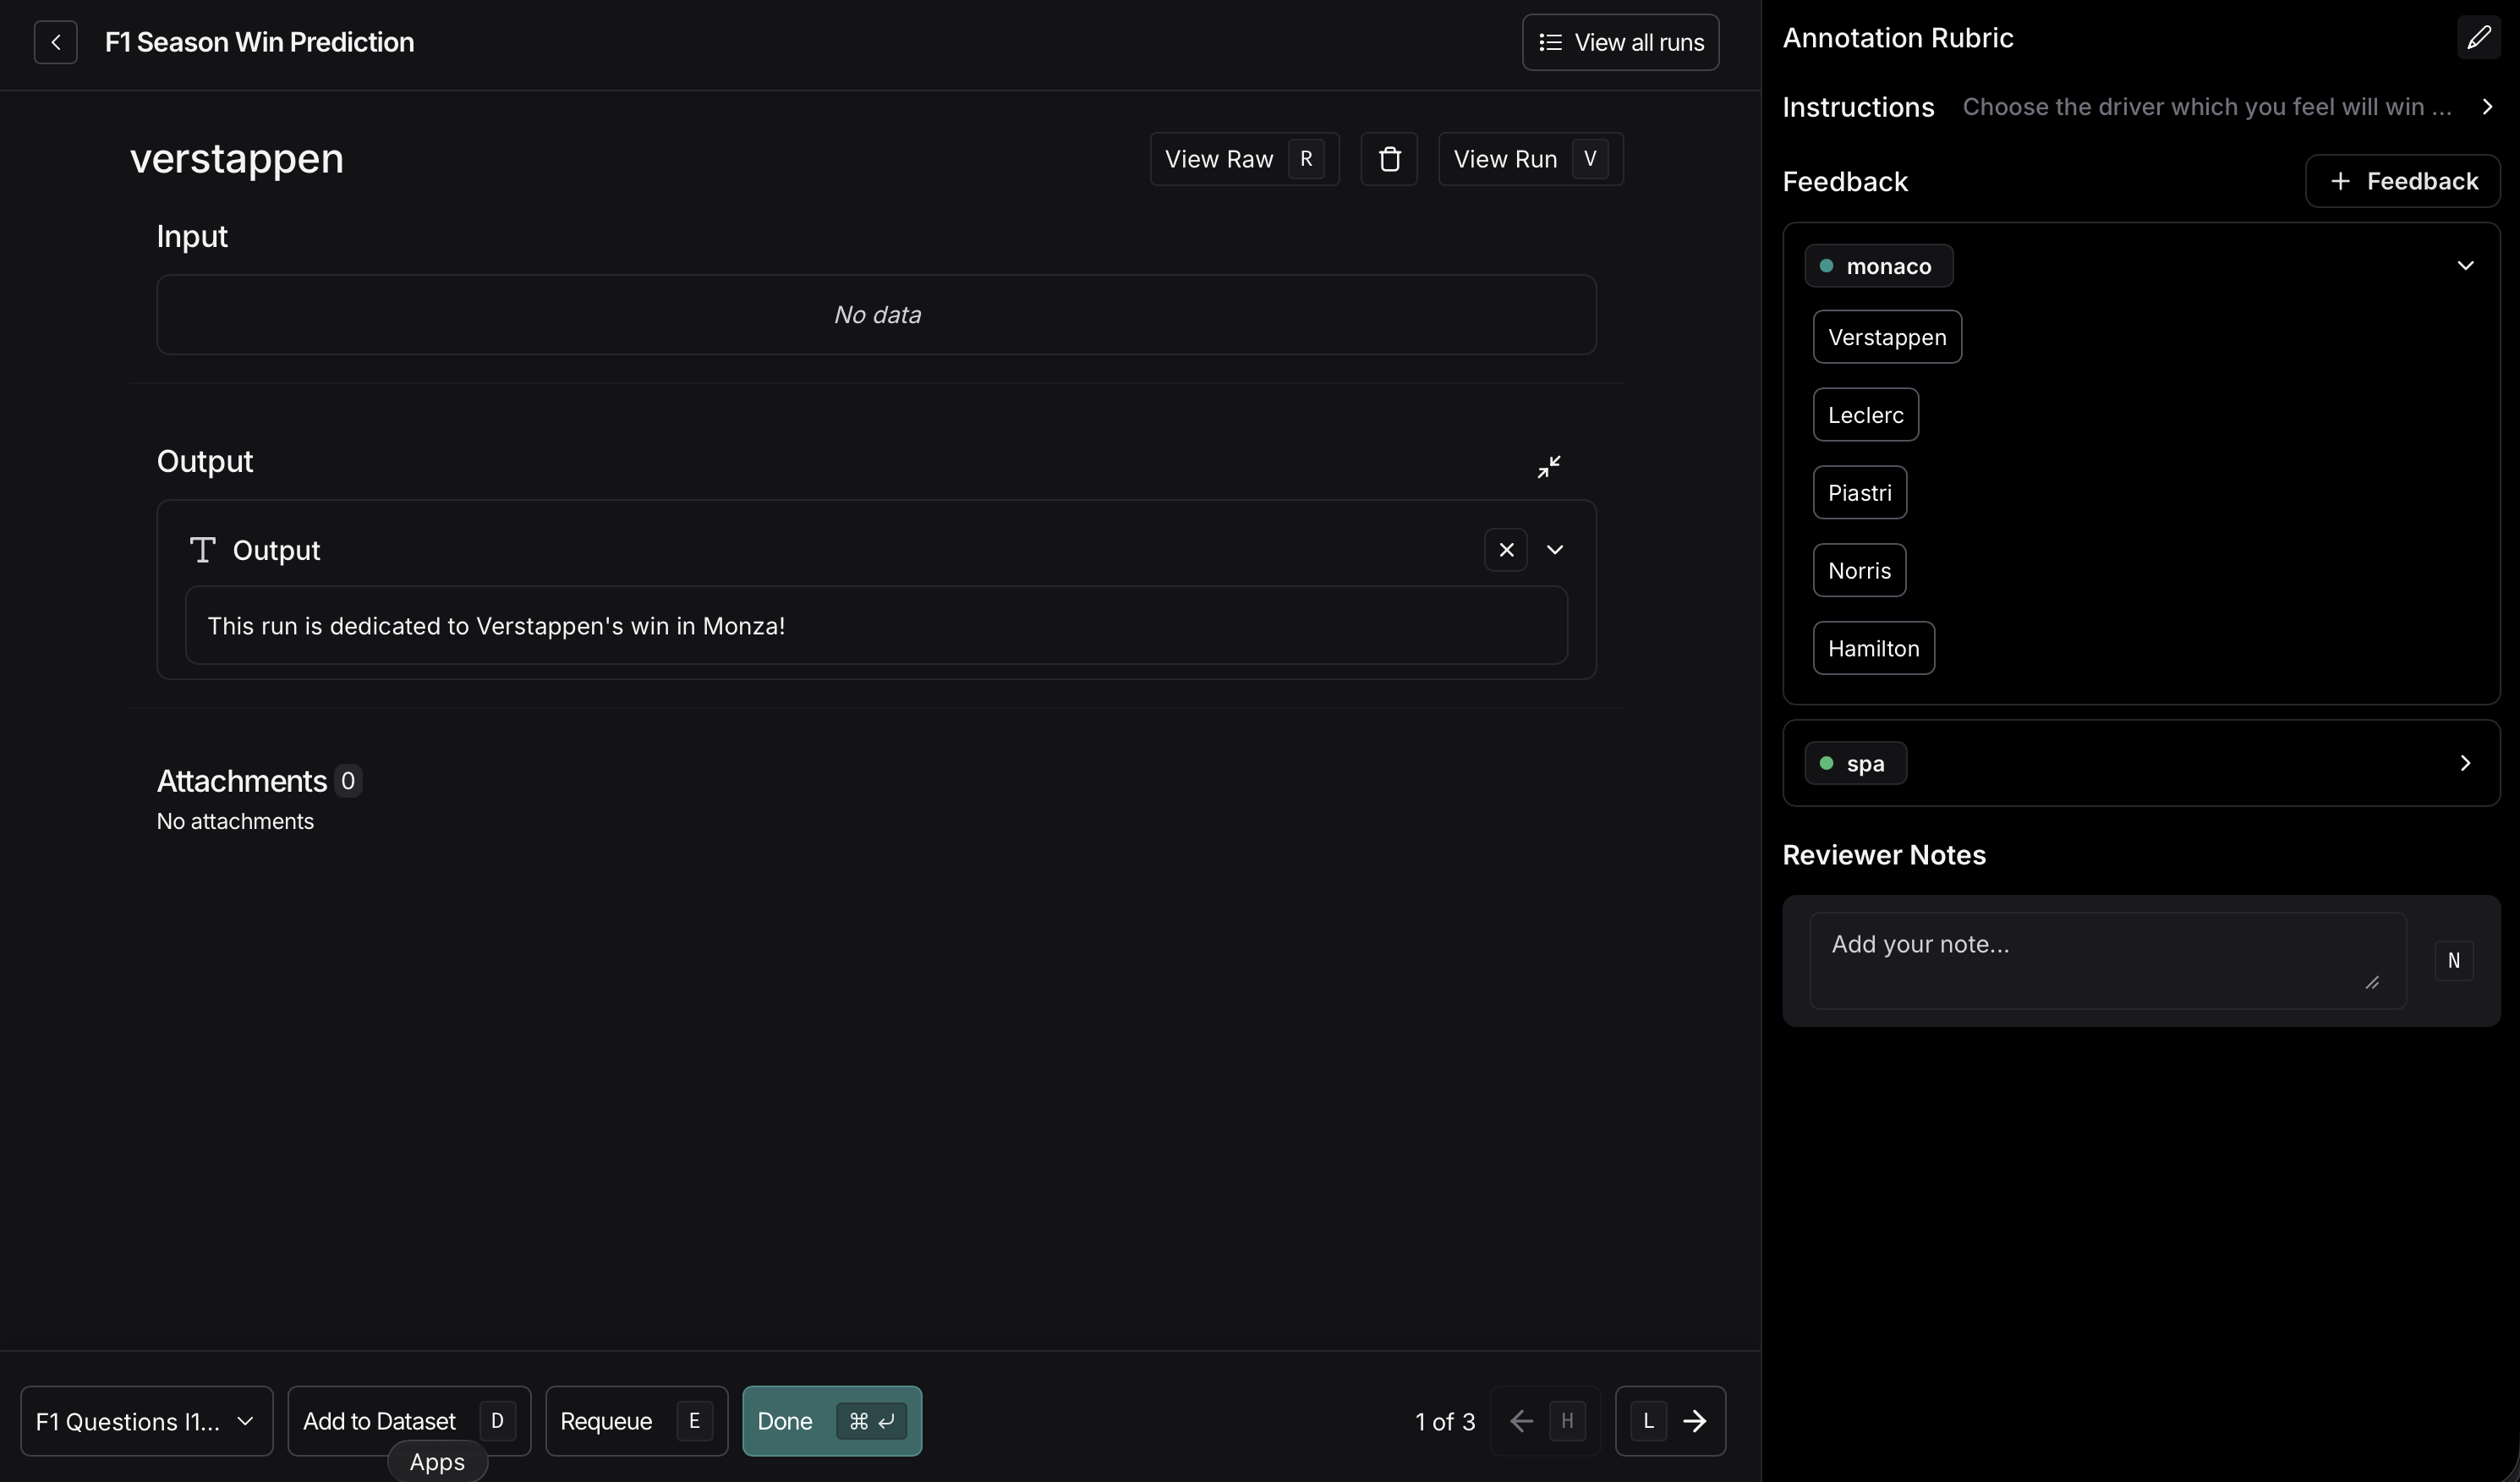 F1 Season Win Prediction
View all runs
verstappen
View Raw R
View Run V
Input
No data
Output
Output
This run is dedicated to Verstappen's win in Monza!
Attachments 0
No attachments
F1 Questions I1...
Add to Dataset D
Requeue E
Done ⌘ ↵
1 of 3
← H
L →
Apps
Annotation Rubric
Instructions Choose the driver which you feel will win ...
Feedback
+ Feedback
monaco
Verstappen
Leclerc
Piastri
Norris
Hamilton
spa
Reviewer Notes
Add your note...
N